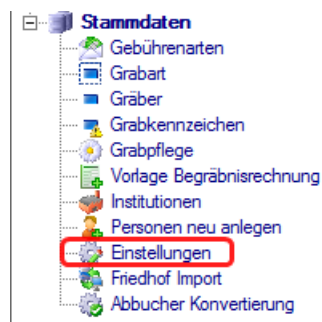 Stammdaten
Gebührenarten
Grabart
Gräber
Grabkennzeichen
Grabpflege
Vorlage Begräbnisrechnung
Institutionen
Personen neu anlegen
Einstellungen
Friedhof Import
Abbucher Konvertierung